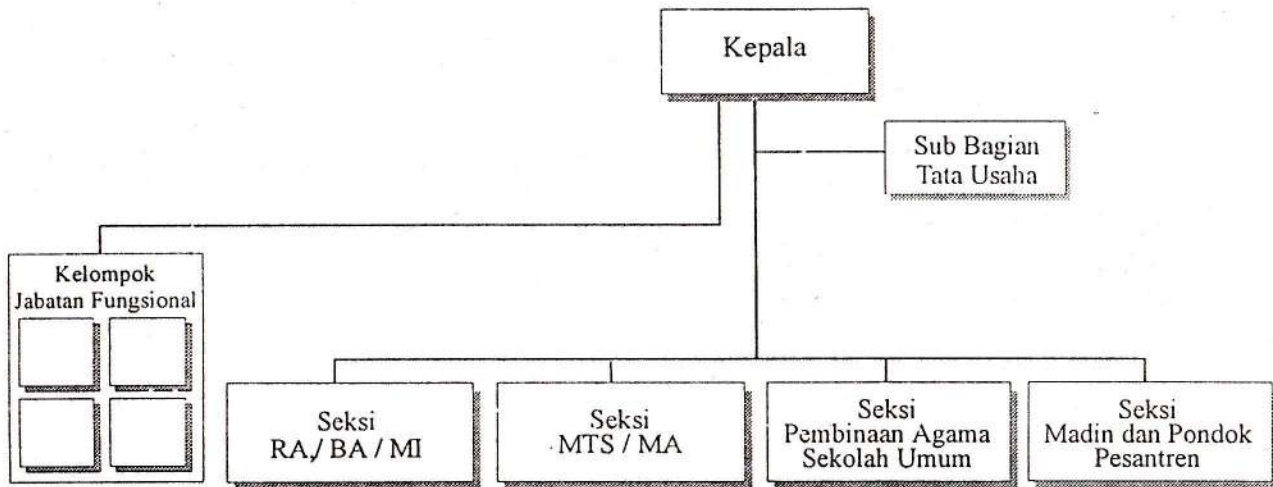 Kepala
Sub Bagian
Tata Usaha
Kelompok
Jabatan Fungsional
Seksi
RA,/ BA / MI
Seksi
MTS / MA
Seksi
Pembinaan Agama
Sekolah Umum
Seksi
Madin dan Pondok
Pesantren